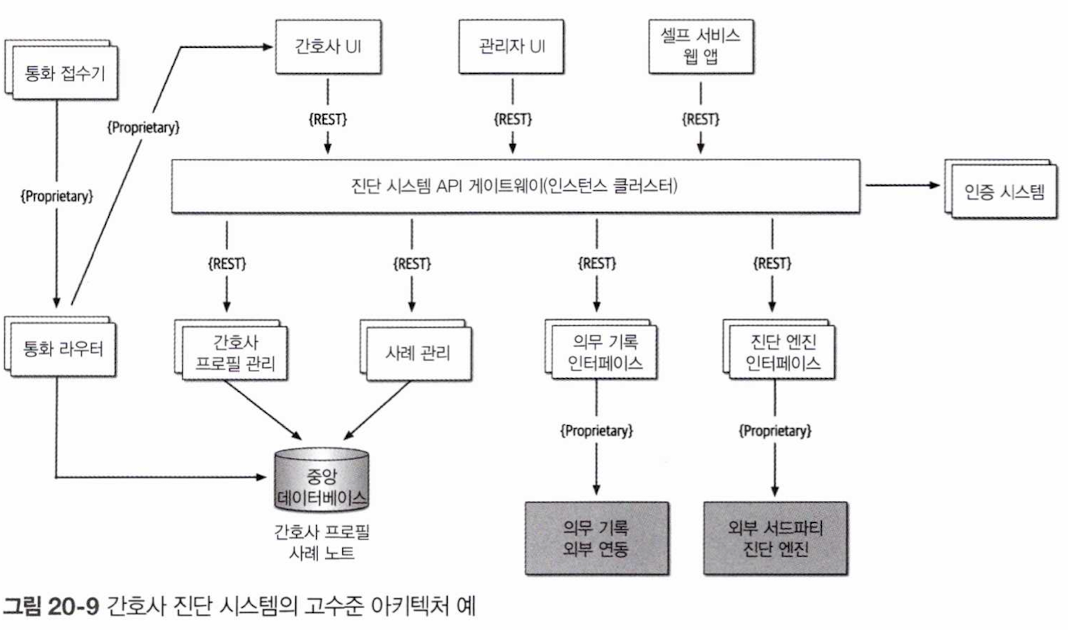 통화 접수기
간호사 UI
관리자 UI
셀프 서비스
웹 앱
{Proprietary}
{REST}
{REST}
{REST}
{Proprietary}
진단 시스템 API 게이트웨이(인스턴스 클러스터)
인증 시스템
{REST}
{REST}
{REST}
{REST}
통화 라우터
간호사
프로필 관리
사례 관리
의무 기록
인터페이스
진단 엔진
인터페이스
{Proprietary}
{Proprietary}
중앙
데이터베이스
간호사 프로필
사례 노트
의무 기록
외부 연동
외부 서드파티
진단 엔진
그림 20-9 간호사 진단 시스템의 고수준 아키텍처 예